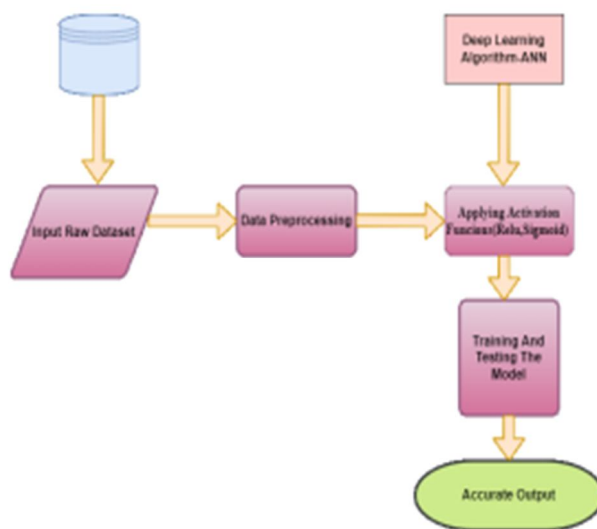 Deep Learning
Algorithm-ANN
Input Raw Dataset
Data Preprocessing
Applying Activation
Funcions(Relu,Sigmoid)
Training And
Testing The
Model
Accurate Output